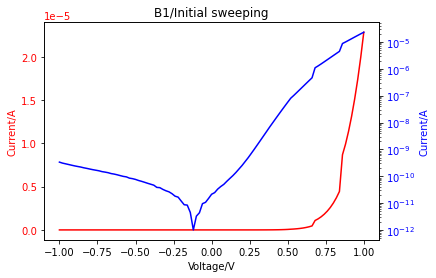 B1/Initial sweeping
1e−5
2.0
1.5
1.0
0.5
0.0
Current/A
10⁻⁵
10⁻⁶
10⁻⁷
10⁻⁸
10⁻⁹
10⁻¹⁰
10⁻¹¹
10⁻¹²
Current/A
−1.00 −0.75 −0.50 −0.25 0.00 0.25 0.50 0.75 1.00
Voltage/V